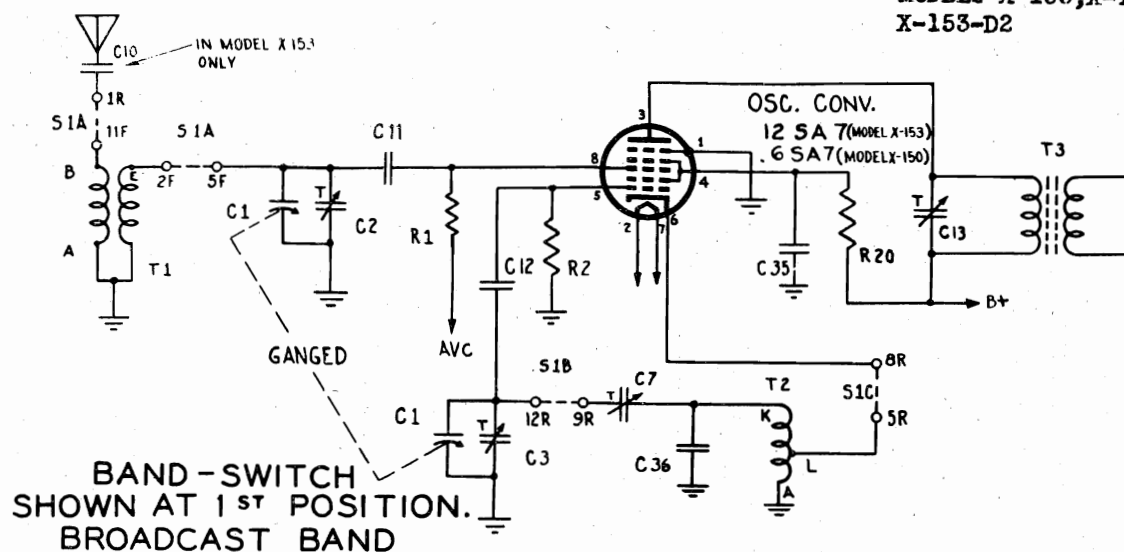 X-153-D2
C10
IN MODEL X 153
ONLY
1R
S1A
11F
S1A
B
E
2F
5F
C11
A
T1
C1
T
C2
R1
AVC
GANGED
OSC. CONV.
12 SA 7 (MODEL X-153)
6 SA7 (MODEL X-150)
3
1
8
4
5
6
2
7
C12
R2
C35
R20
T
C13
T3
B+
8R
S1C
5R
S1B
12R
9R
C7
T
T2
K
L
A
C36
C1
T
C3
BAND-SWITCH
SHOWN AT 1ST POSITION.
BROADCAST BAND